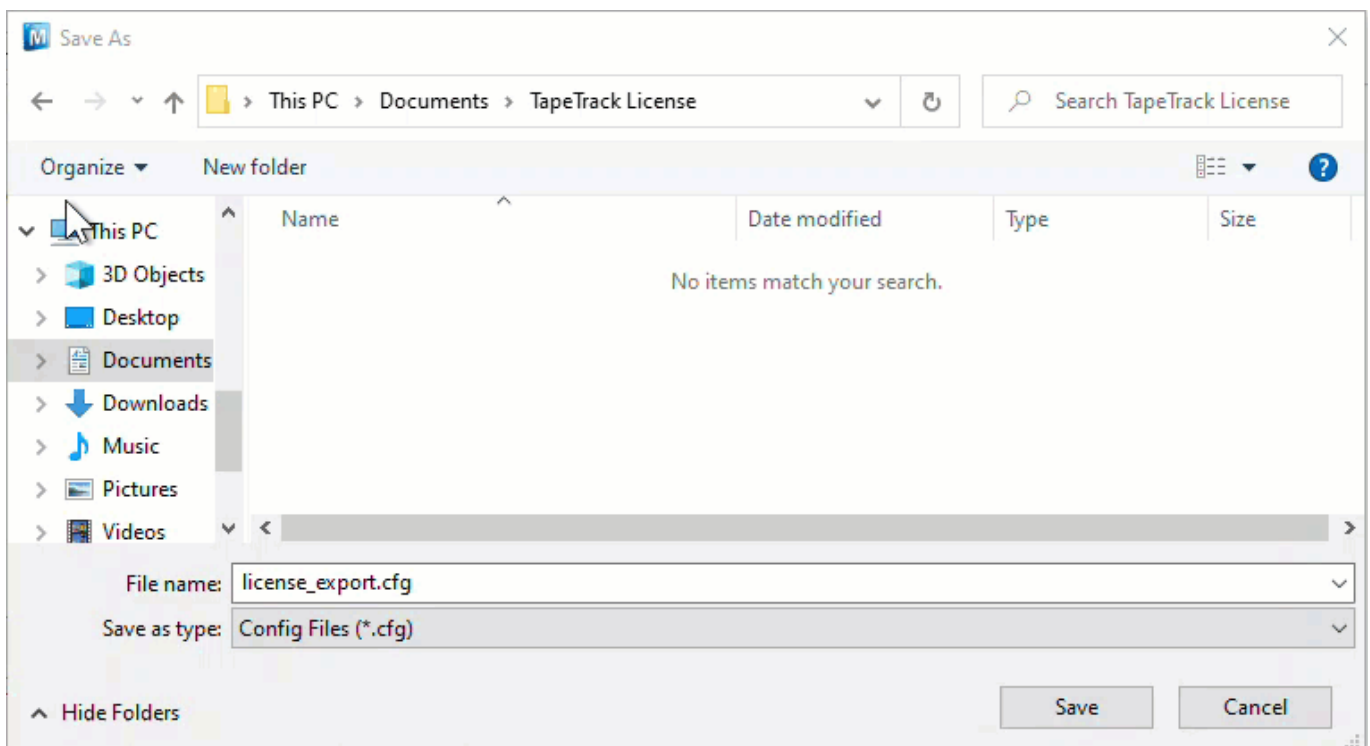 M Save As
This PC > Documents > TapeTrack License Search TapeTrack License
Organize New folder ?
Name Date modified Type Size
No items match your search.
This PC
3D Objects
Desktop
Documents
Downloads
Music
Pictures
Videos
File name: license_export.cfg
Save as type: Config Files (*.cfg)
Hide Folders Save Cancel